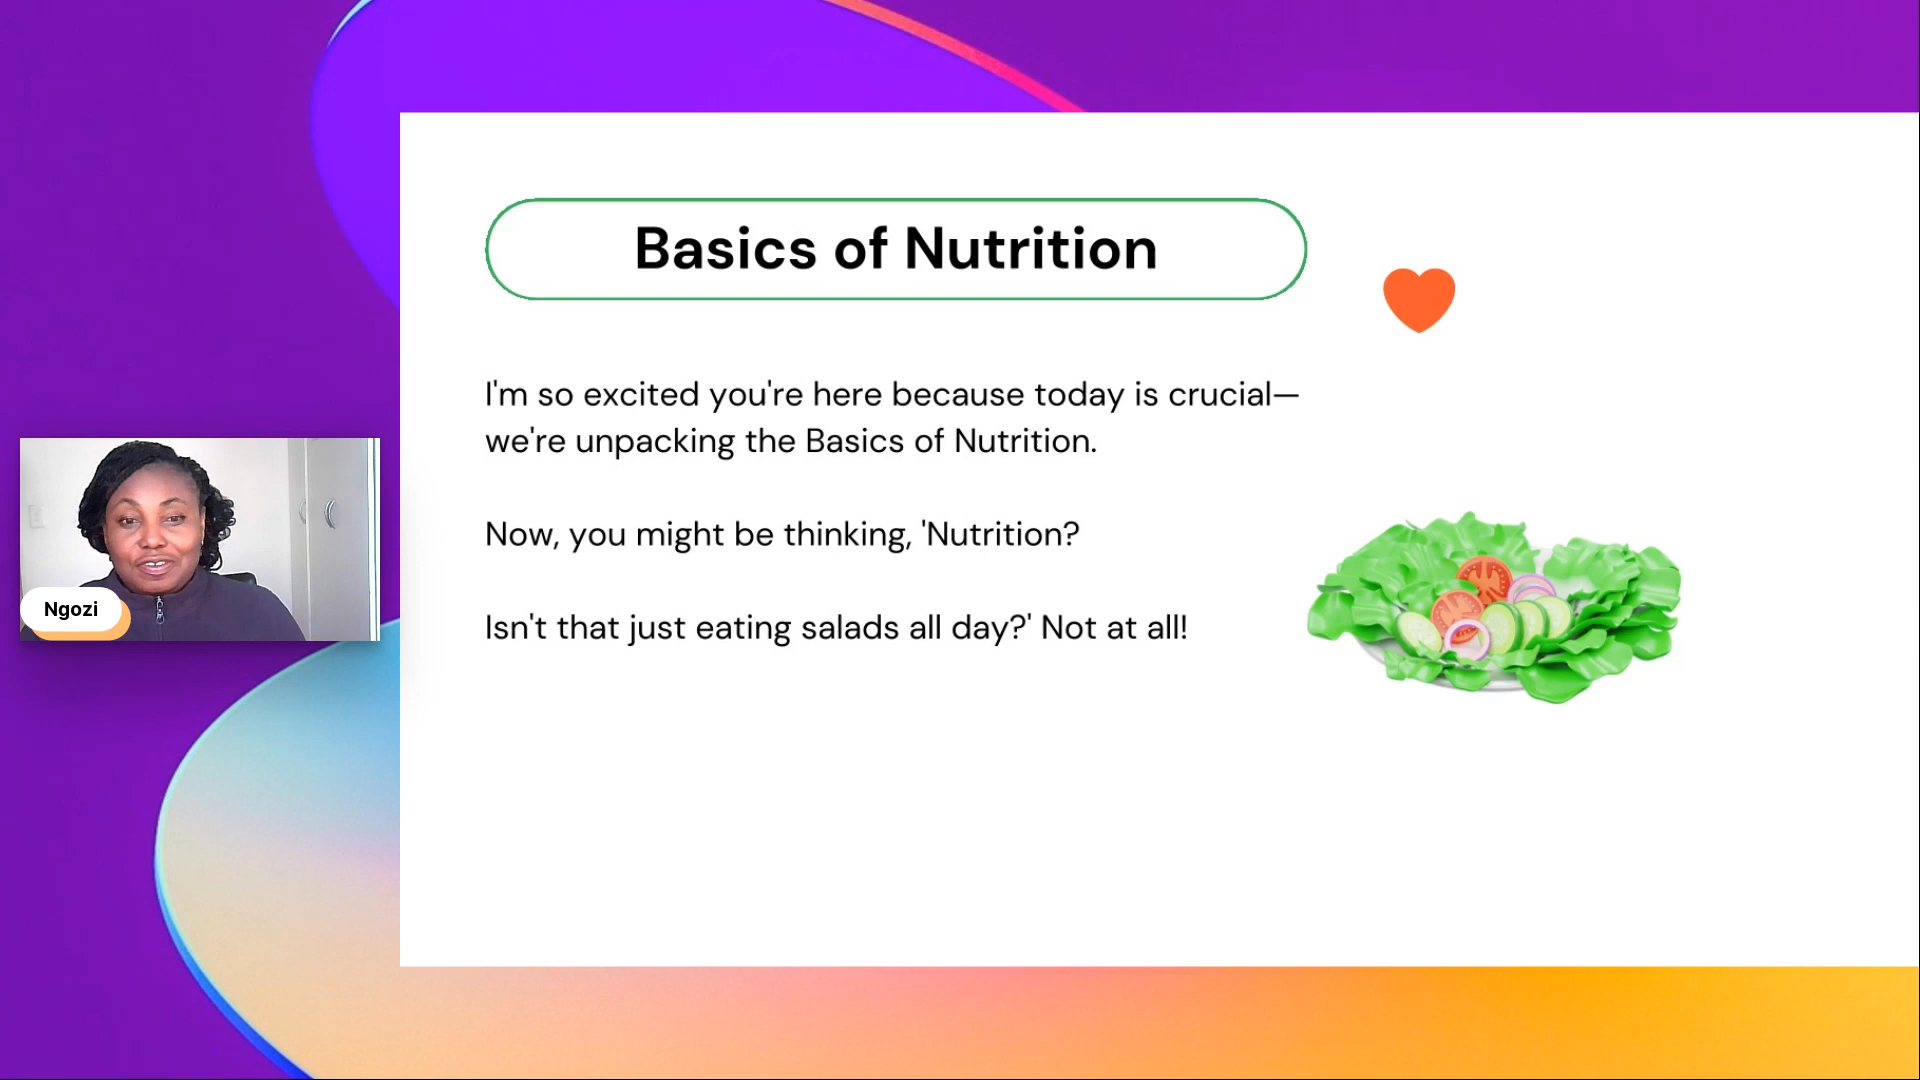 Basics of Nutrition
I'm so excited you're here because today is crucial—
we're unpacking the Basics of Nutrition.
Now, you might be thinking, 'Nutrition?
Isn't that just eating salads all day?' Not at all!
Ngozi